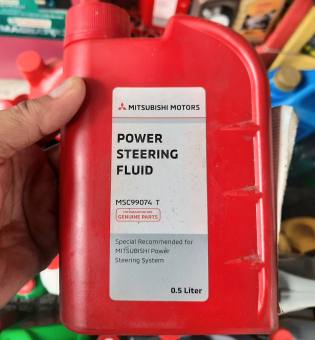 MITSUBISHI MOTORS
POWER
STEERING
FLUID
MSC99074 T
GENUINE PARTS
Special Recommended for
MITSUBISHI Power
Steering System
0.5 Liter